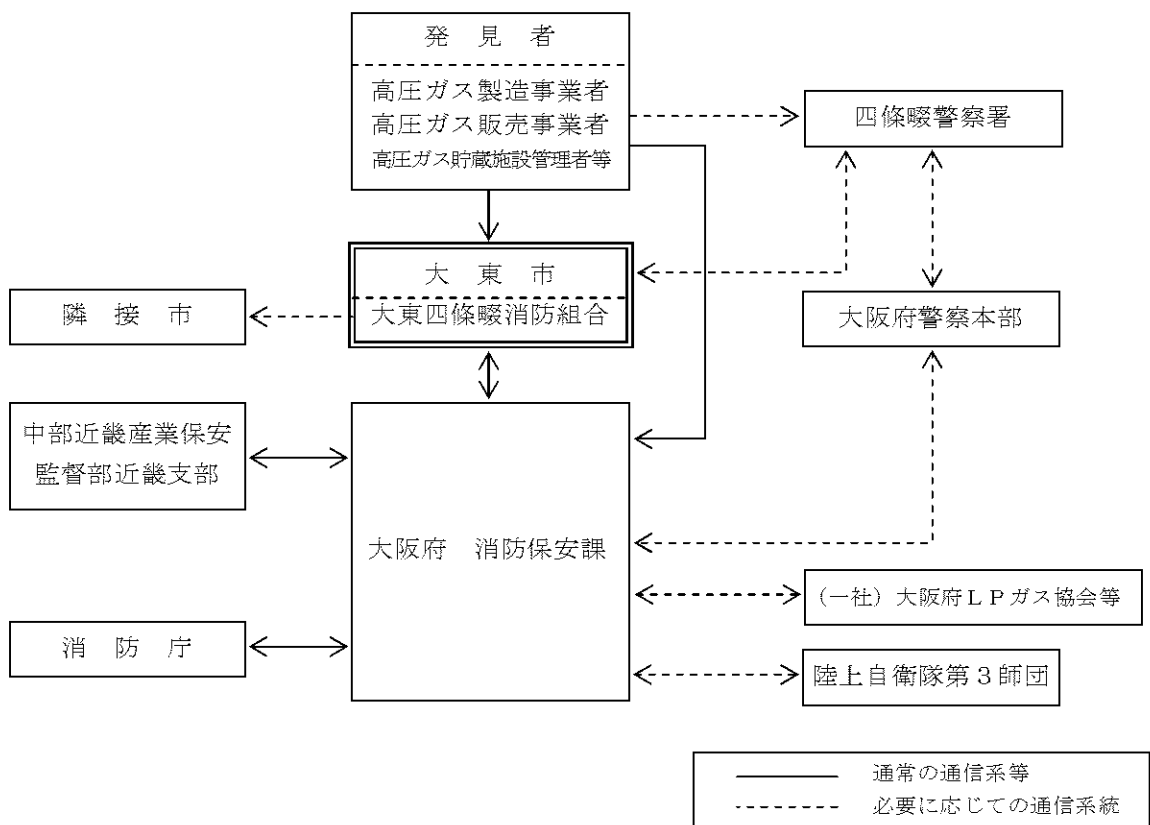 発見者
高圧ガス製造事業者
高圧ガス販売事業者
高圧ガス貯蔵施設管理者等
四條畷警察署
大東市
大東四條畷消防組合
隣接市
大阪府警察本部
中部近畿産業保安
監督部近畿支部
大阪府 消防保安課
(一社)大阪府LPガス協会等
消防庁
陸上自衛隊第3師団
通常の通信系等
必要に応じての通信系統